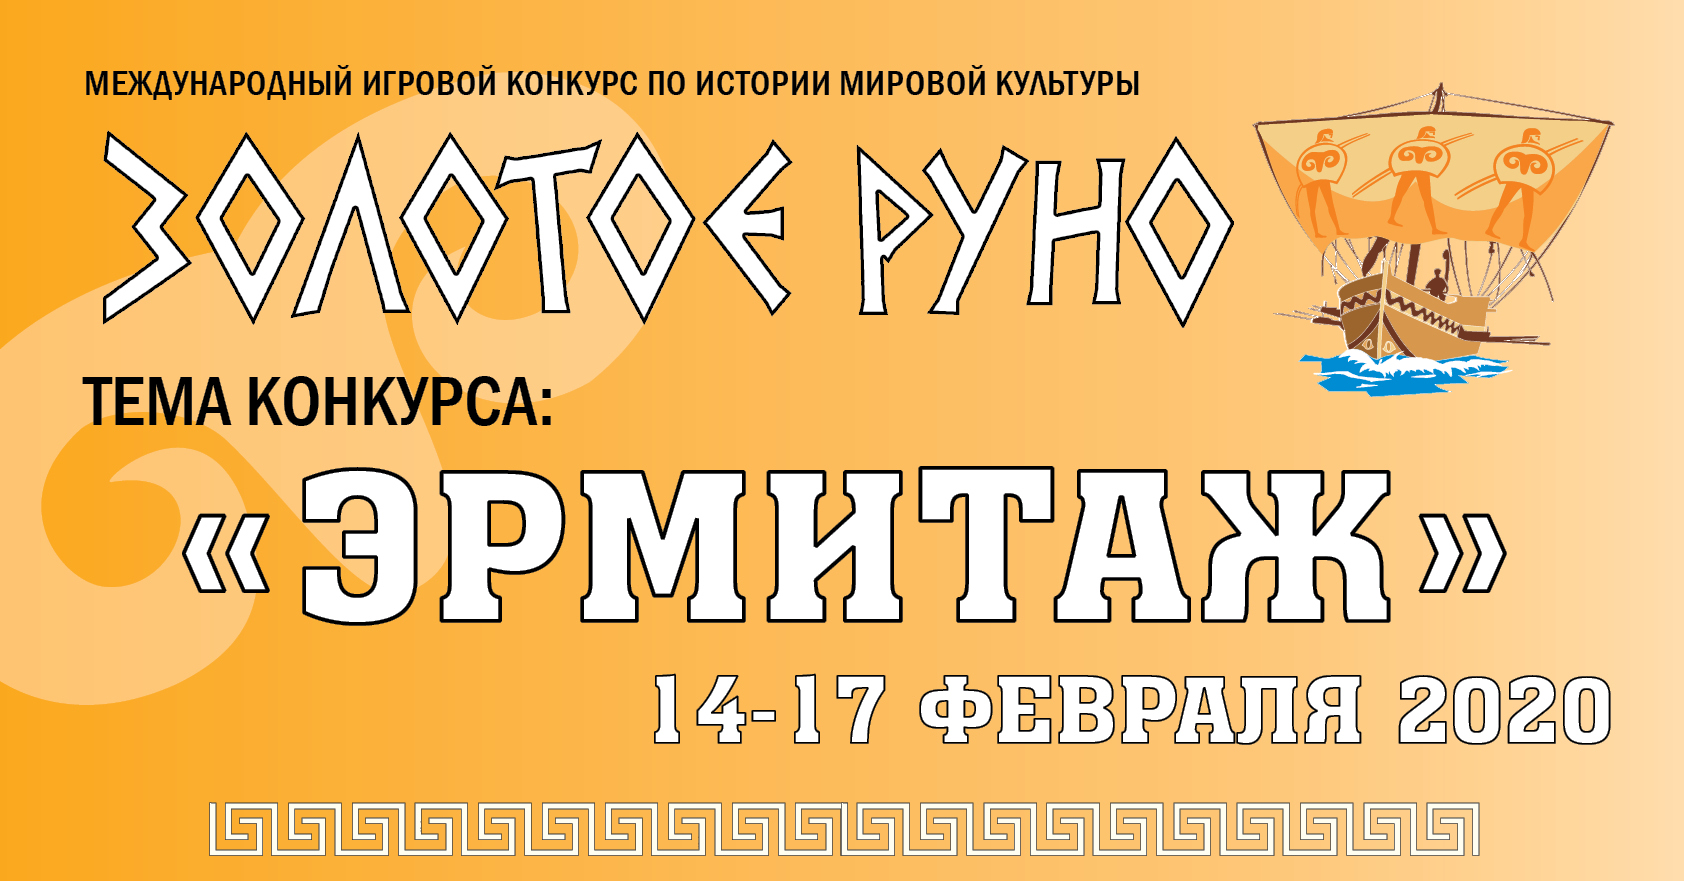 МЕЖДУНАРОДНЫЙ ИГРОВОЙ КОНКУРС ПО ИСТОРИИ МИРОВОЙ КУЛЬТУРЫ
ЗОЛОТОЕ РУНО
ТЕМА КОНКУРСА:
«ЭРМИТАЖ»
14-17 ФЕВРАЛЯ 2020